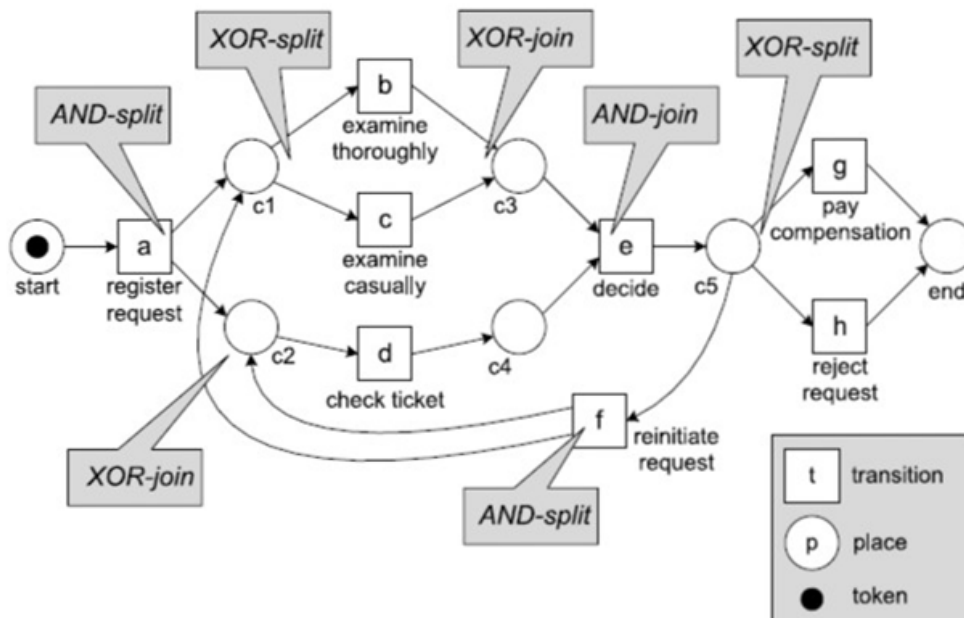 XOR-split
XOR-join
XOR-split
AND-split
b
AND-join
examine
thoroughly
g
c1
c3
pay
compensation
a
c
e
start
register
request
examine
casually
decide
c5
end
d
h
c2
c4
check ticket
reject
request
f
reinitiate
request
XOR-join
AND-split
t
transition
p
place
token